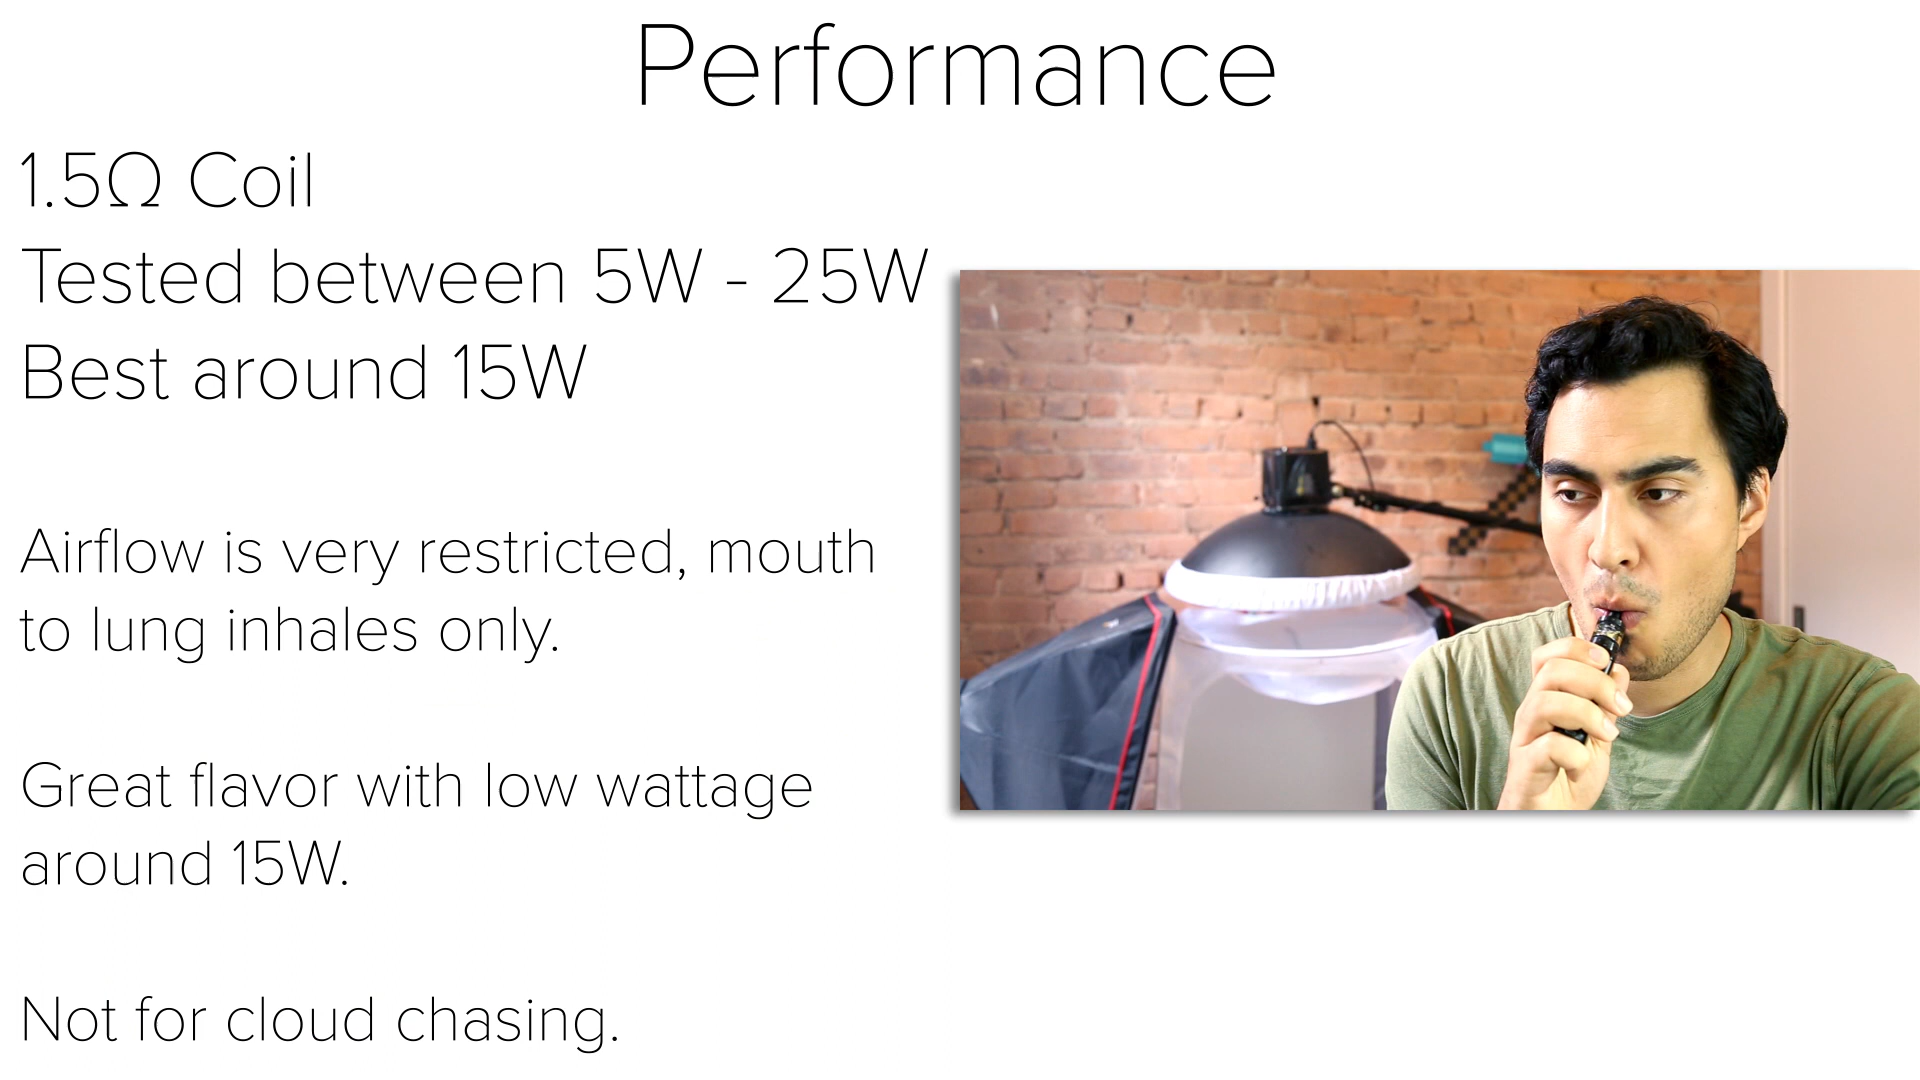 Performance
1.5Ω Coil
Tested between 5W - 25W
Best around 15W
Airflow is very restricted, mouth
to lung inhales only.
Great flavor with low wattage
around 15W.
Not for cloud chasing.